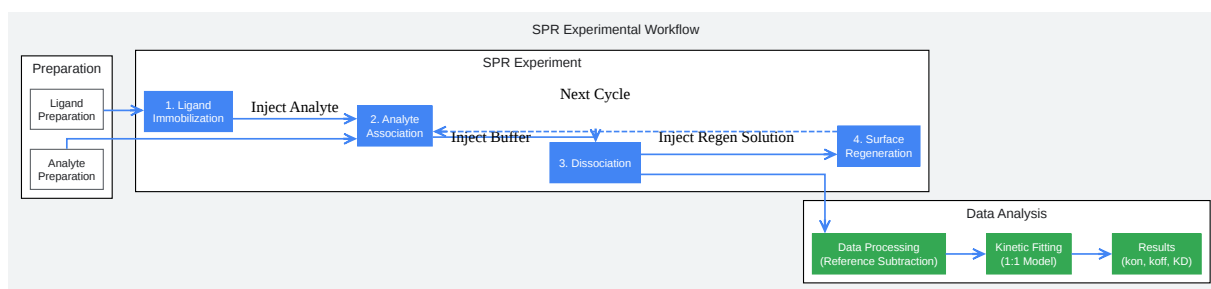 SPR Experimental Workflow
Preparation
Ligand
Preparation
Analyte
Preparation
SPR Experiment
1. Ligand
Immobilization
Inject Analyte
2. Analyte
Association
Inject Buffer
Next Cycle
3. Dissociation
Inject Regen Solution
4. Surface
Regeneration
Data Analysis
Data Processing
(Reference Subtraction)
Kinetic Fitting
(1:1 Model)
Results
(kon, koff, KD)